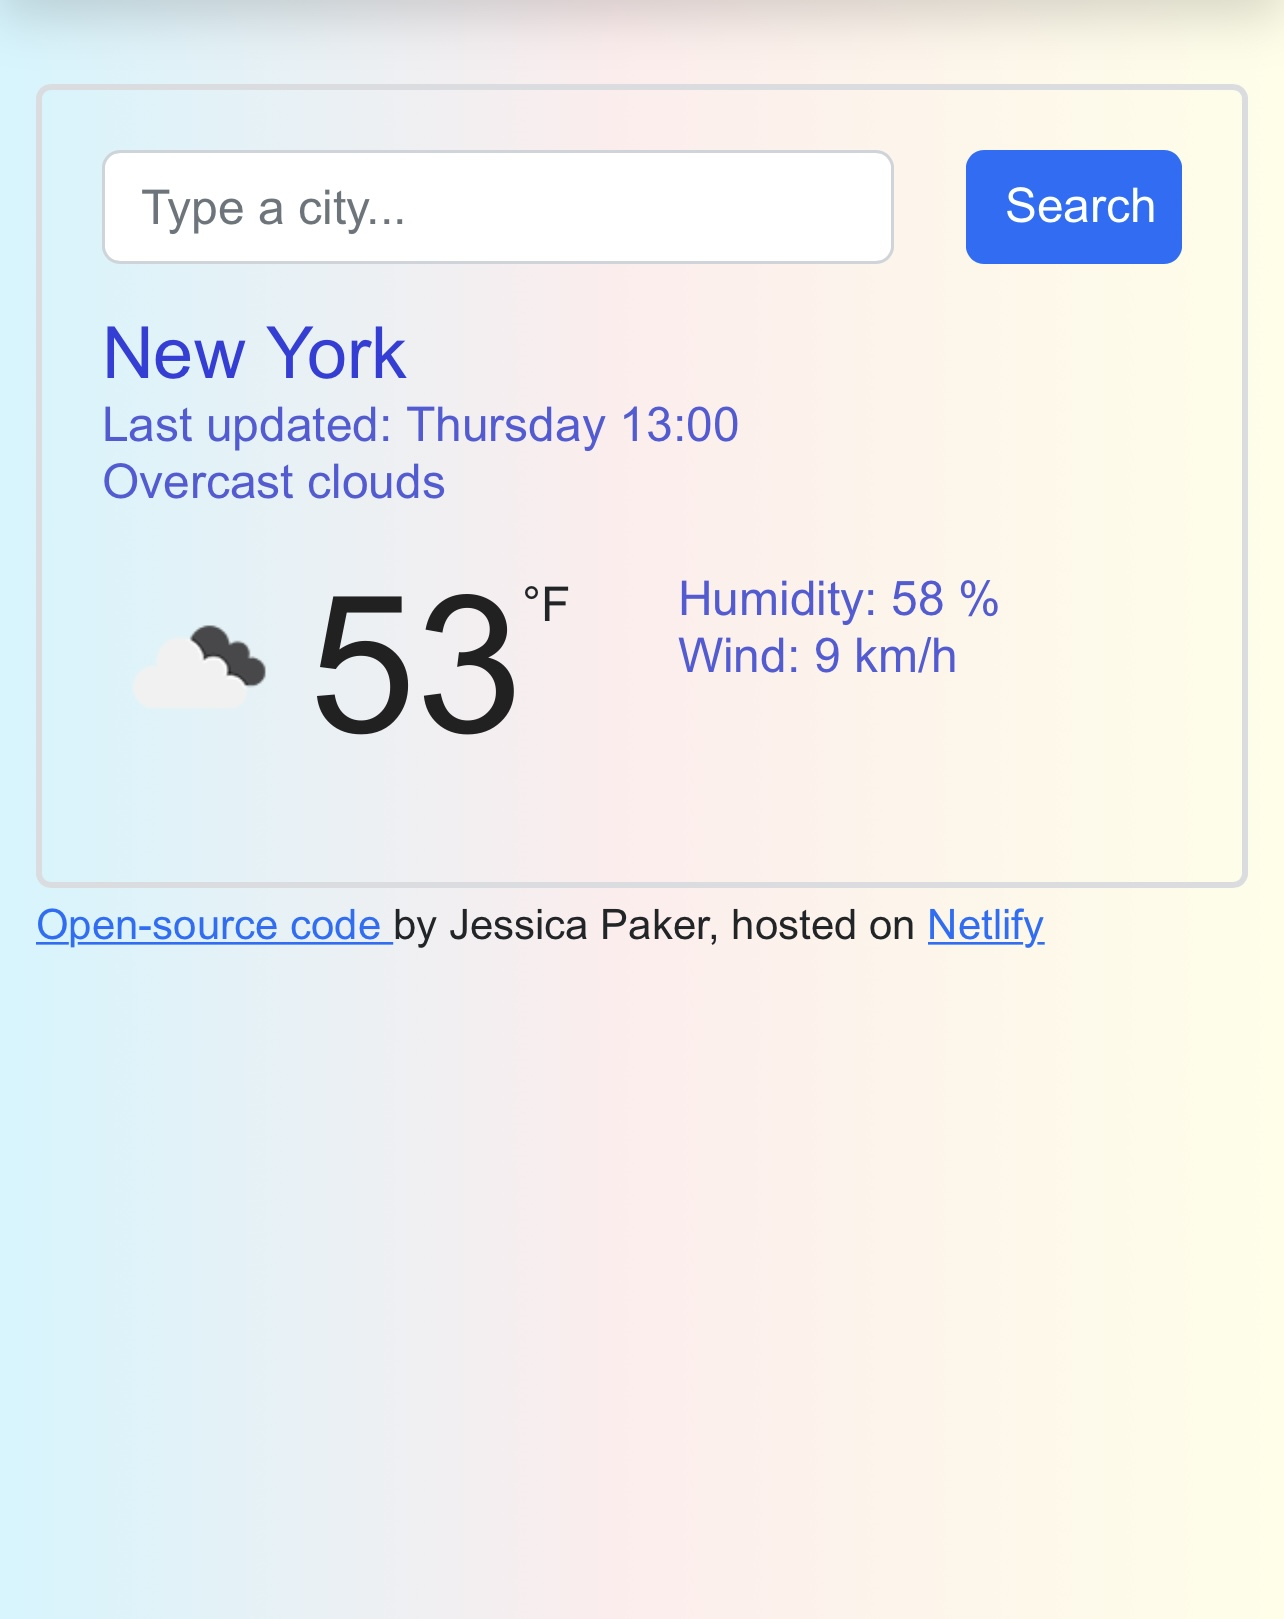 Type a city...
Search
New York
Last updated: Thursday 13:00
Overcast clouds
53 °F
Humidity: 58 %
Wind: 9 km/h
Open-source code by Jessica Paker, hosted on Netlify